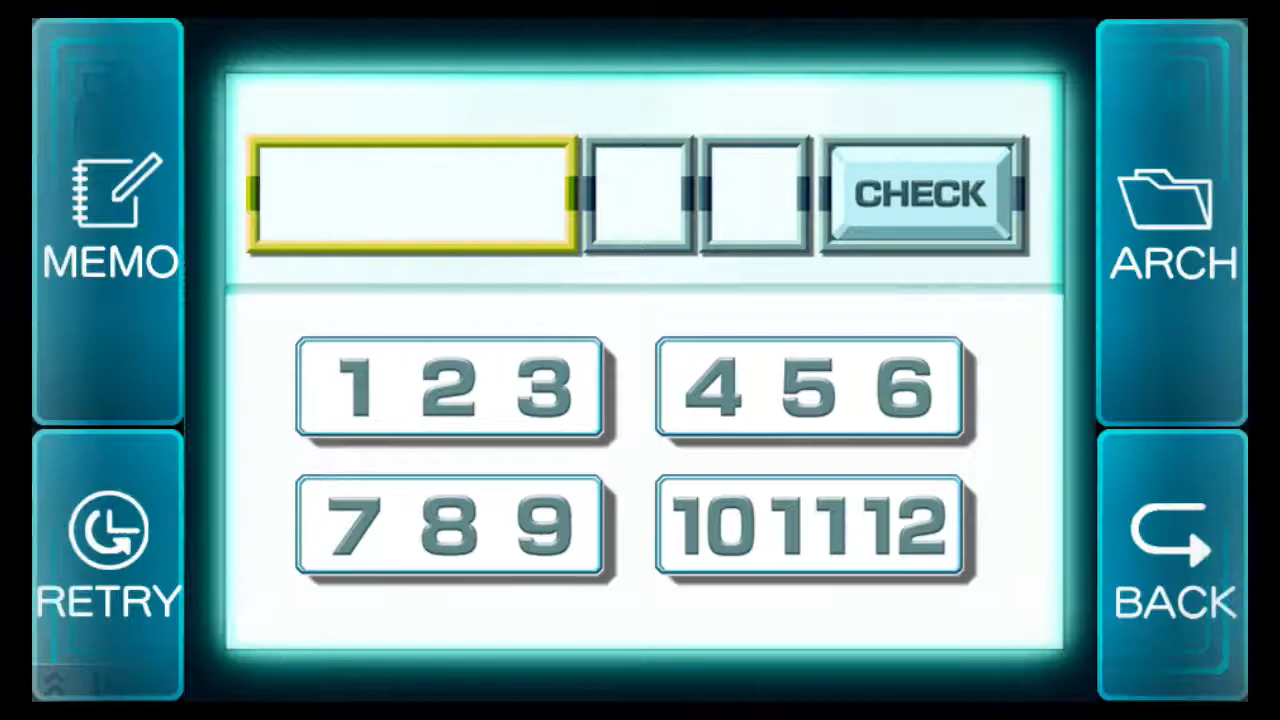 CHECK
MEMO
ARCH
1 2 3
4 5 6
7 8 9
10 11 12
RETRY
BACK